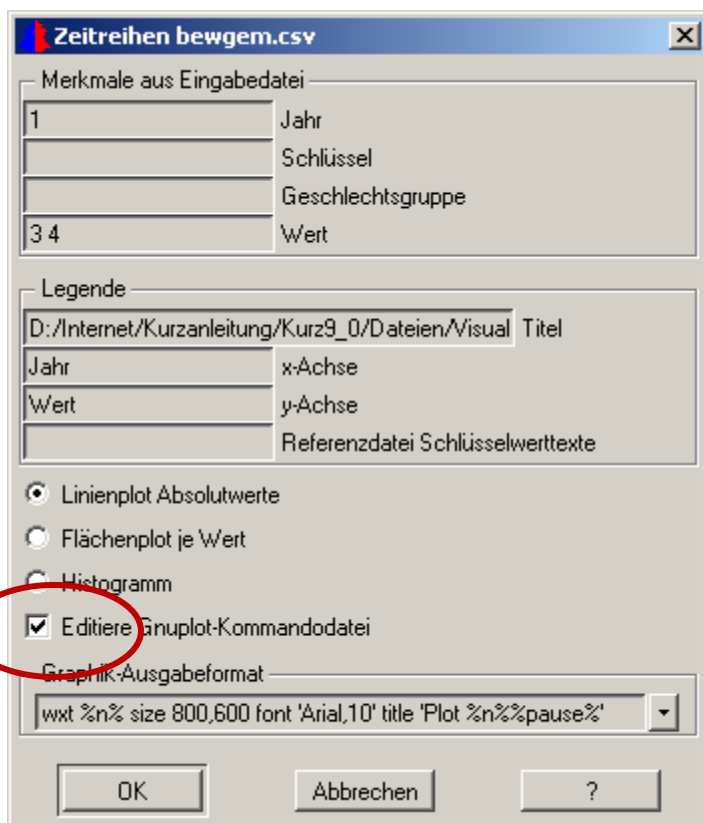 Zeitreihen bewgem.csv
Merkmale aus Eingabedatei
1 Jahr
Schlüssel
Geschlechtsgruppe
3 4 Wert
Legende
D:/Internet/Kurzanleitung/Kurz9_0/Dateien/Visual Titel
Jahr x-Achse
Wert y-Achse
Referenzdatei Schlüsselwerttexte
Linienplot Absolutwerte
Flächenplot je Wert
Histogramm
Editiere Gnuplot-Kommandodatei
Graphik-Ausgabeformat
wxt %n% size 800,600 font 'Arial,10' title 'Plot %n%%pause%'
OK Abbrechen ?